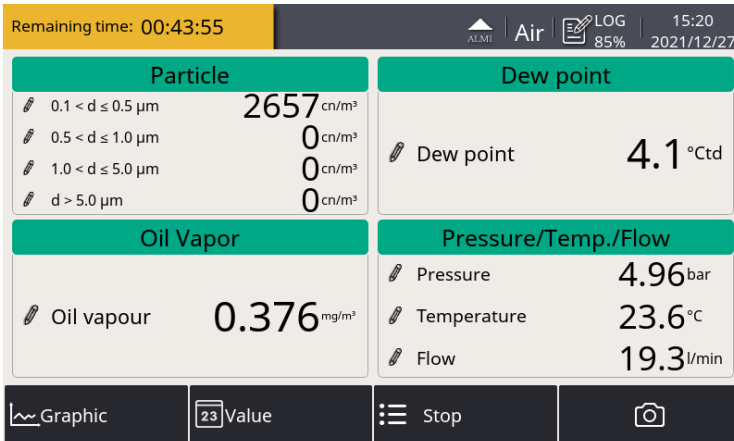 Remaining time: 00:43:55
ALMI
Air
LOG
85%
15:20
2021/12/27
Particle
0.1 < d ≤ 0.5 µm 2657 cn/m³
0.5 < d ≤ 1.0 µm 0 cn/m³
1.0 < d ≤ 5.0 µm 0 cn/m³
d > 5.0 µm 0 cn/m³
Dew point
Dew point 4.1 °Ctd
Oil Vapor
Oil vapour 0.376 mg/m³
Pressure/Temp./Flow
Pressure 4.96 bar
Temperature 23.6 °C
Flow 19.3 l/min
Graphic
23 Value
Stop